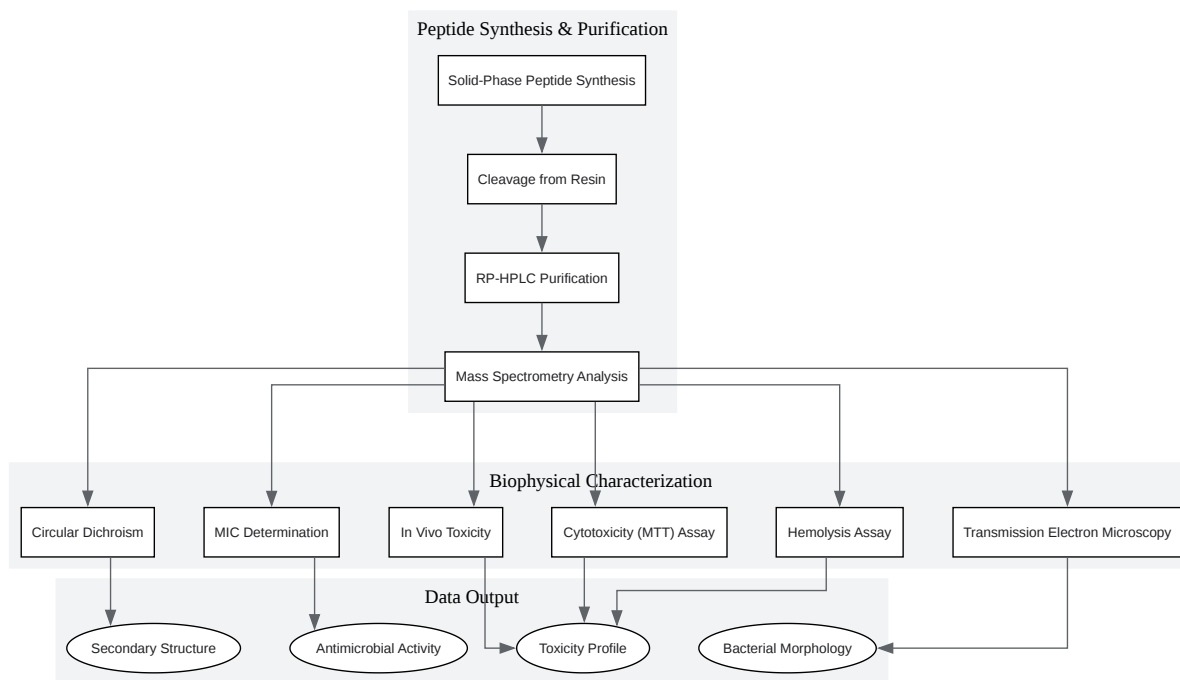 Peptide Synthesis & Purification
Solid-Phase Peptide Synthesis
Cleavage from Resin
RP-HPLC Purification
Mass Spectrometry Analysis
Biophysical Characterization
Circular Dichroism
MIC Determination
In Vivo Toxicity
Cytotoxicity (MTT) Assay
Hemolysis Assay
Transmission Electron Microscopy
Data Output
Secondary Structure
Antimicrobial Activity
Toxicity Profile
Bacterial Morphology